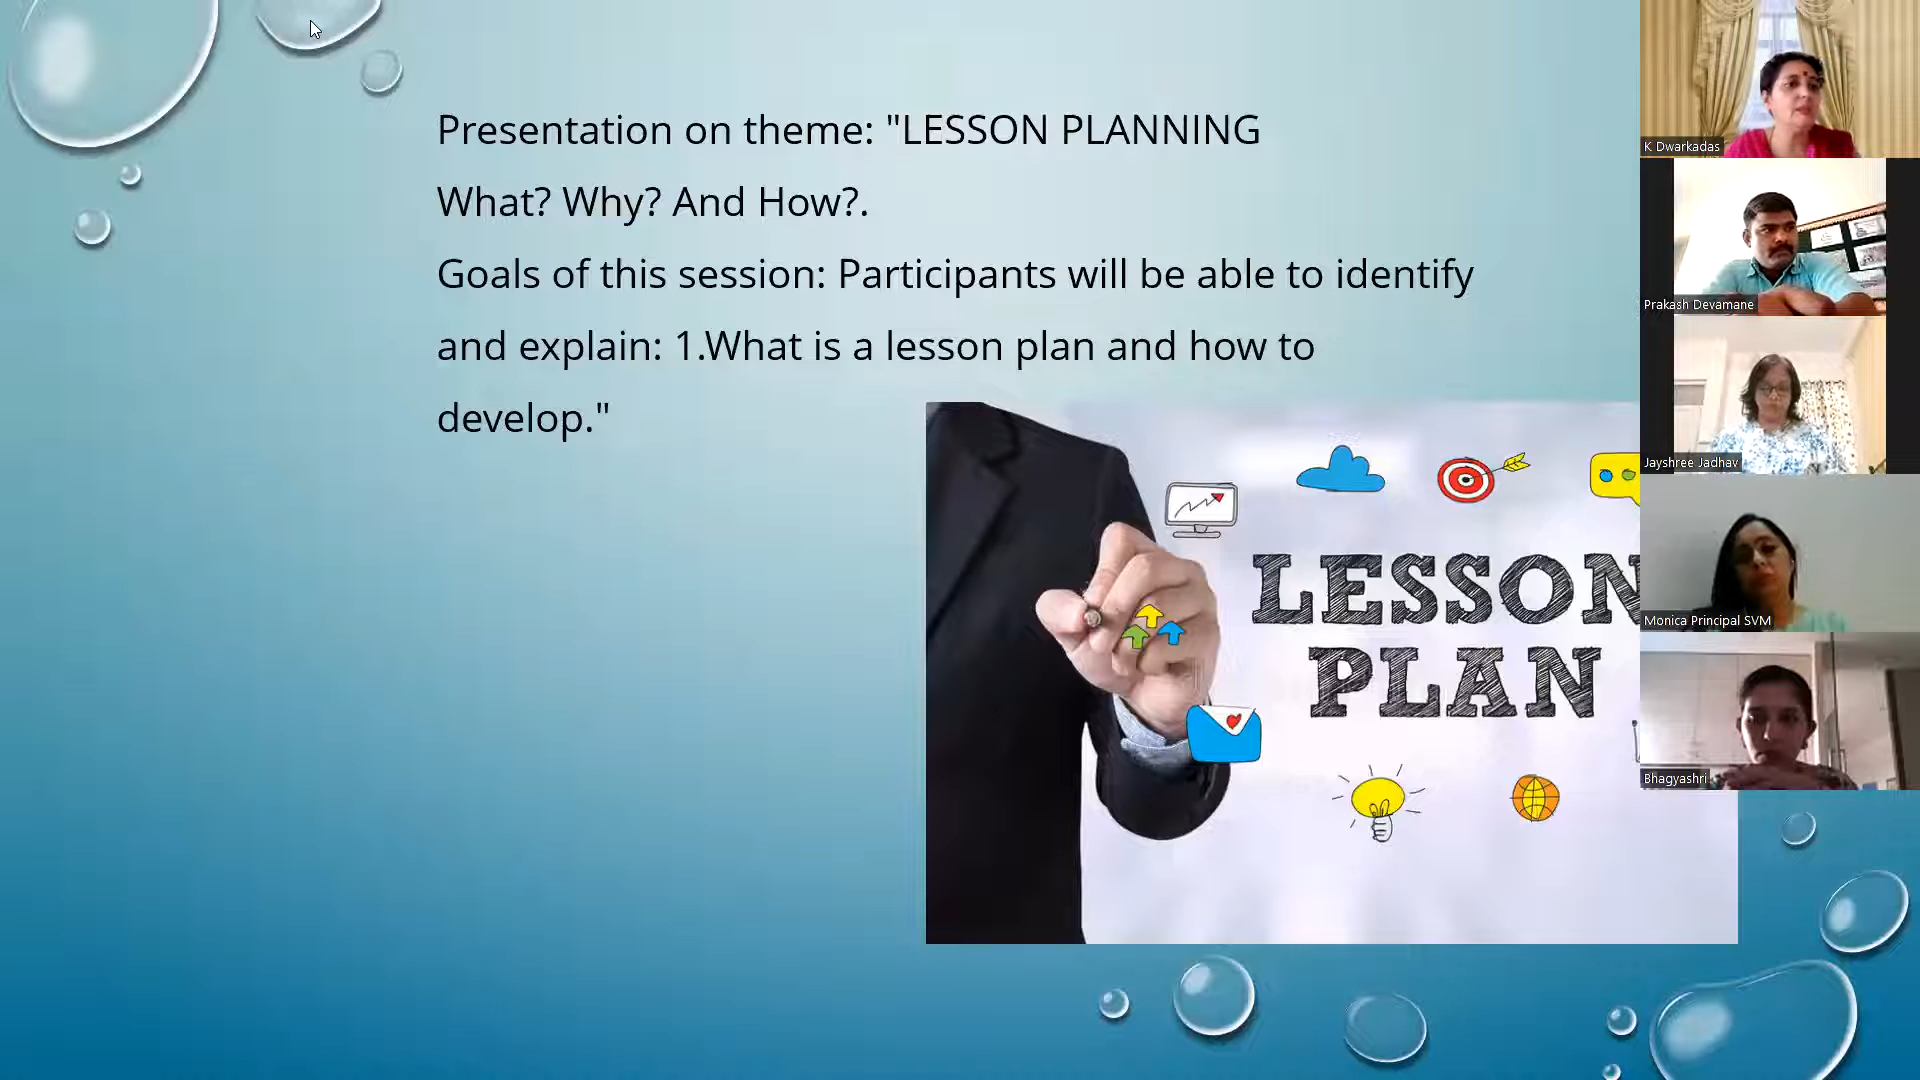 Presentation on theme: "LESSON PLANNING
What? Why? And How?.
Goals of this session: Participants will be able to identify
and explain: 1.What is a lesson plan and how to
develop."
LESSON
PLAN
K Dwarkadas
Prakash Devamane
Jayshree Jadhav
Monica Principal SVM
Bhagyashri